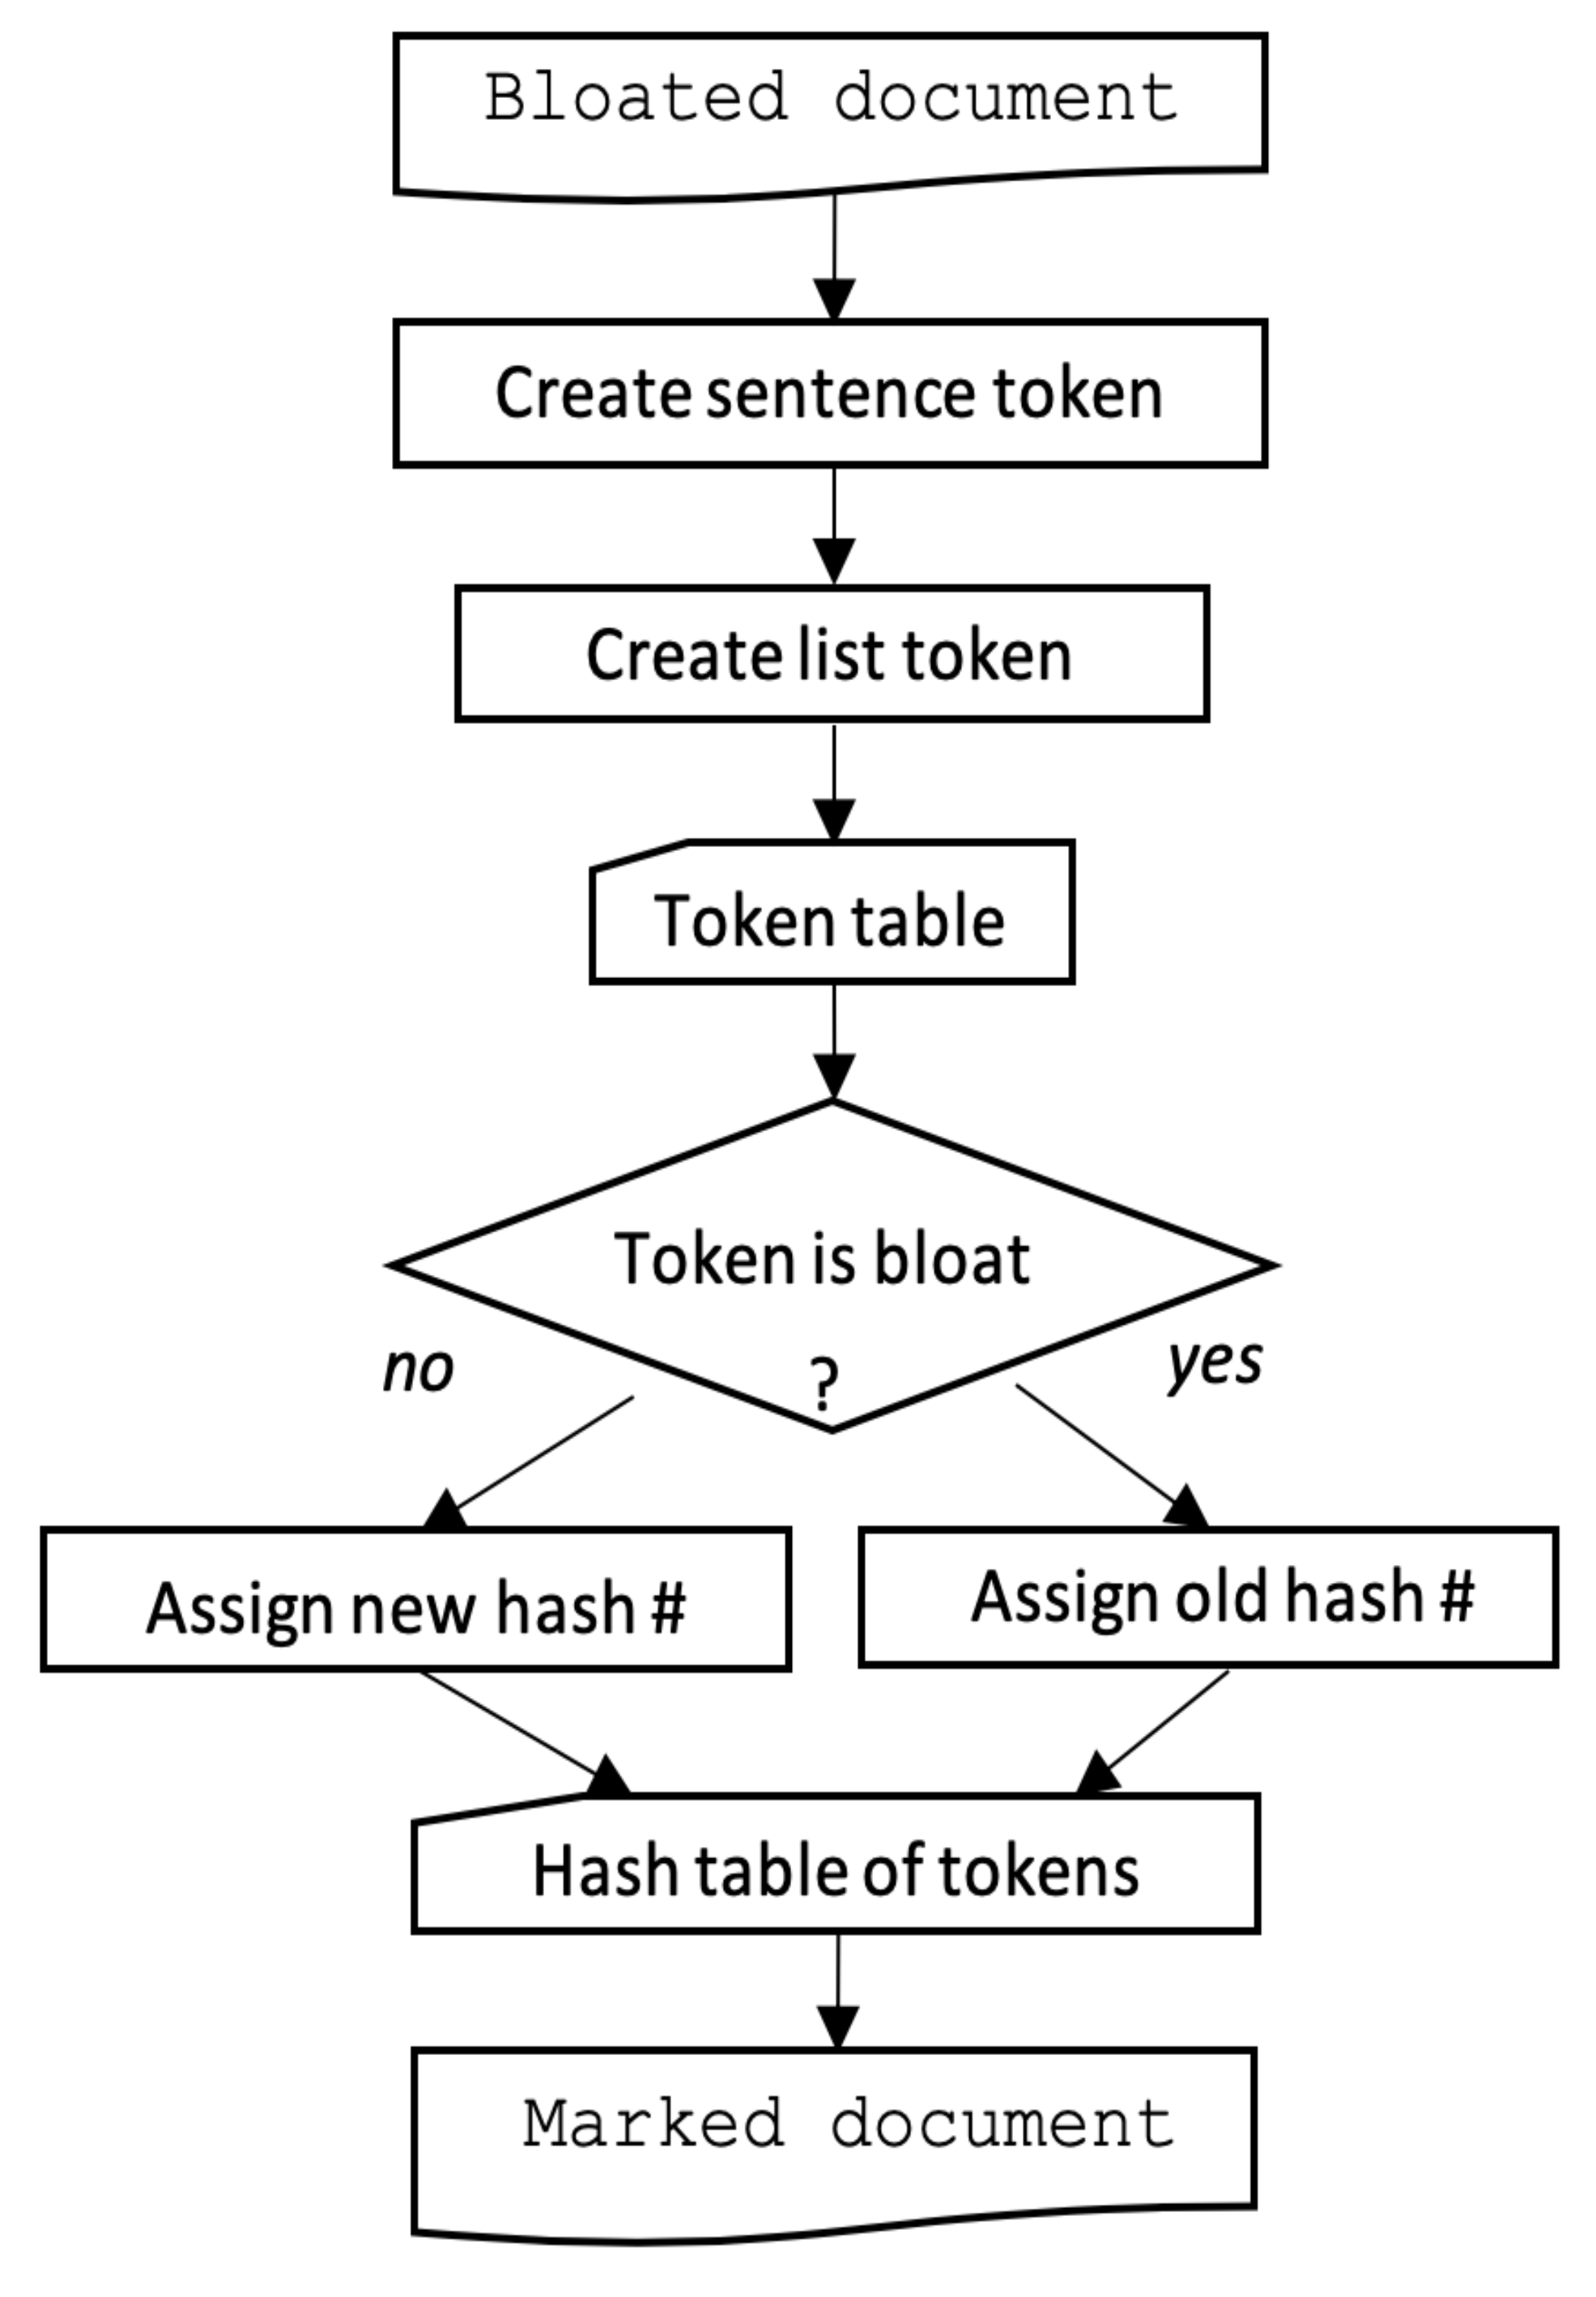 Bloated document
Create sentence token
Create list token
Token table
Token is bloat
?
no
yes
Assign new hash #
Assign old hash #
Hash table of tokens
Marked document